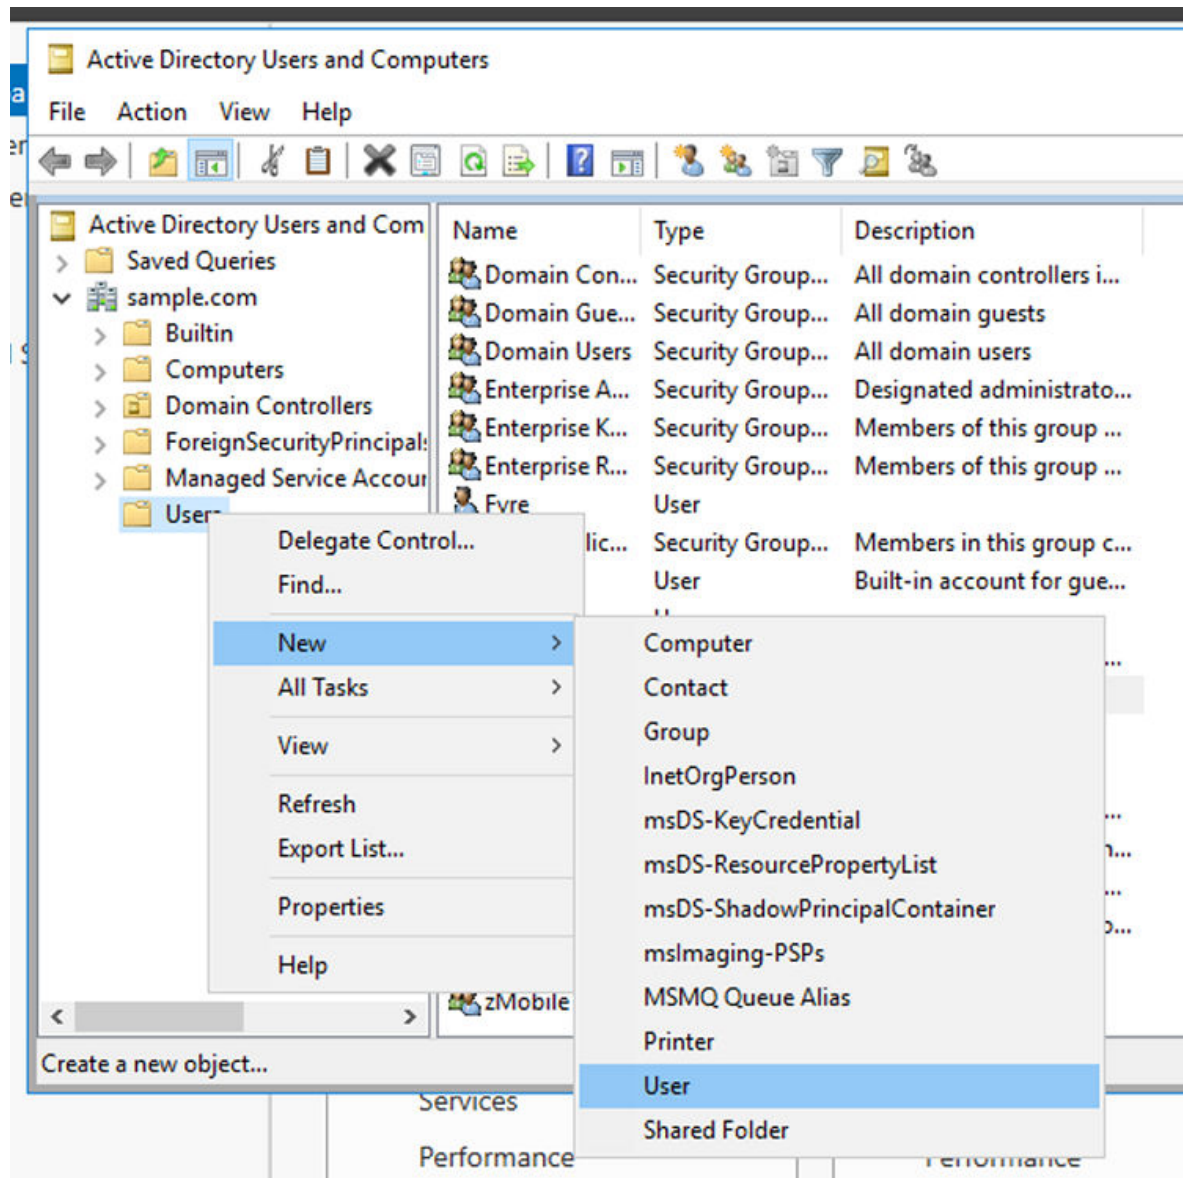 Active Directory Users and Computers
File Action View Help
Active Directory Users and Com
Saved Queries
sample.com
Builtin
Computers
Domain Controllers
ForeignSecurityPrincipals
Managed Service Accour
Users
Name Type Description
Domain Con... Security Group... All domain controllers i...
Domain Gue... Security Group... All domain guests
Domain Users Security Group... All domain users
Enterprise A... Security Group... Designated administrato...
Enterprise K... Security Group... Members of this group ...
Enterprise R... Security Group... Members of this group ...
Fyre User
lic... Security Group... Members in this group c...
User Built-in account for gue...
zMobile
Delegate Control...
Find...
New
All Tasks
View
Refresh
Export List...
Properties
Help
Computer
Contact
Group
InetOrgPerson
msDS-KeyCredential
msDS-ResourcePropertyList
msDS-ShadowPrincipalContainer
msImaging-PSPs
MSMQ Queue Alias
Printer
User
Shared Folder
Create a new object...
Services
Performance Performance